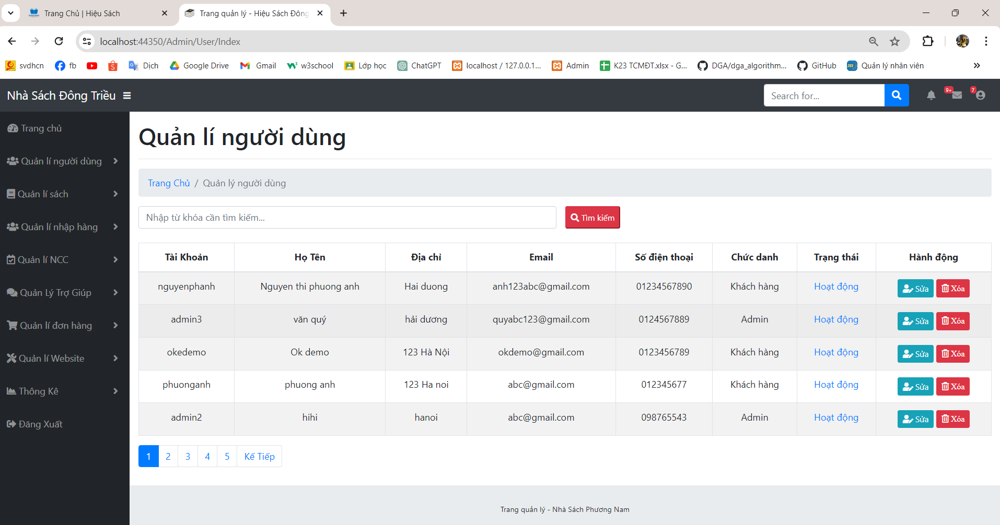 Trang Chủ | Hiệu Sách
Trang quản lý - Hiệu Sách Đông
localhost:44350/Admin/User/Index
svdhcn fb Dịch Google Drive Gmail w3school Lớp học ChatGPT localhost / 127.0.0.1... Admin K23 TCMĐT.xlsx - G... DGA/dga_algorithm... GitHub Quản lý nhân viên
Nhà Sách Đông Triều
Search for...
9+
7
Trang chủ
Quản lí người dùng
Quản lí sách
Quản lí nhập hàng
Quản lí NCC
Quản Lý Trợ Giúp
Quản lí đơn hàng
Quản lí Website
Thông Kê
Đăng Xuất
Quản lí người dùng
Trang Chủ / Quản lý người dùng
Nhập từ khóa cần tìm kiếm...
Tìm kiếm
Tài Khoản Họ Tên Địa chỉ Email Số điện thoại Chức danh Trạng thái Hành động
nguyenphanh Nguyen thi phuong anh Hai duong anh123abc@gmail.com 01234567890 Khách hàng Hoạt động Sửa Xóa
admin3 văn quý hải dương quyabc123@gmail.com 0124567889 Admin Hoạt động Sửa Xóa
okedemo Ok demo 123 Hà Nội okdemo@gmail.com 0123456789 Khách hàng Hoạt động Sửa Xóa
phuonganh phuong anh 123 Ha noi abc@gmail.com 012345677 Khách hàng Hoạt động Sửa Xóa
admin2 hihi hanoi abc@gmail.com 098765543 Admin Hoạt động Sửa Xóa
1 2 3 4 5 Kế Tiếp
Trang quản lý - Nhà Sách Phương Nam